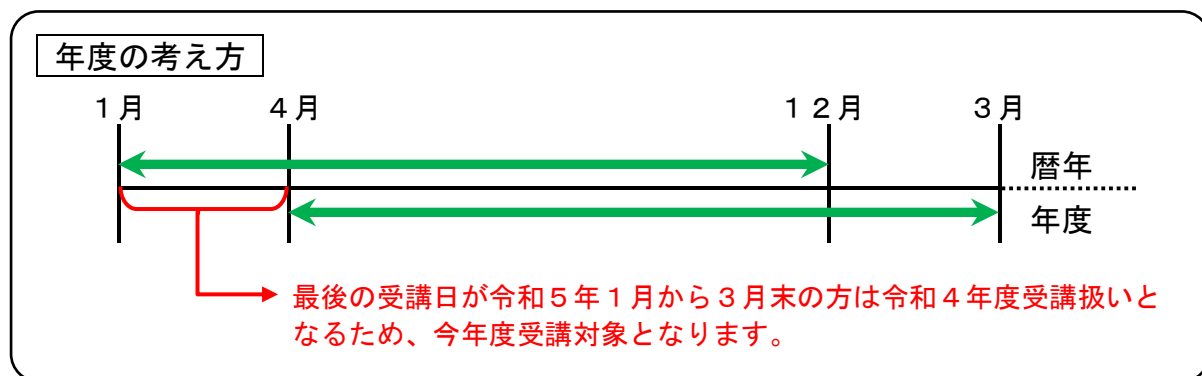 年度の考え方
1月
4月
12月
3月
暦年
年度
最後の受講日が令和5年1月から3月末の方は令和4年度受講扱いと
なるため、今年度受講対象となります。